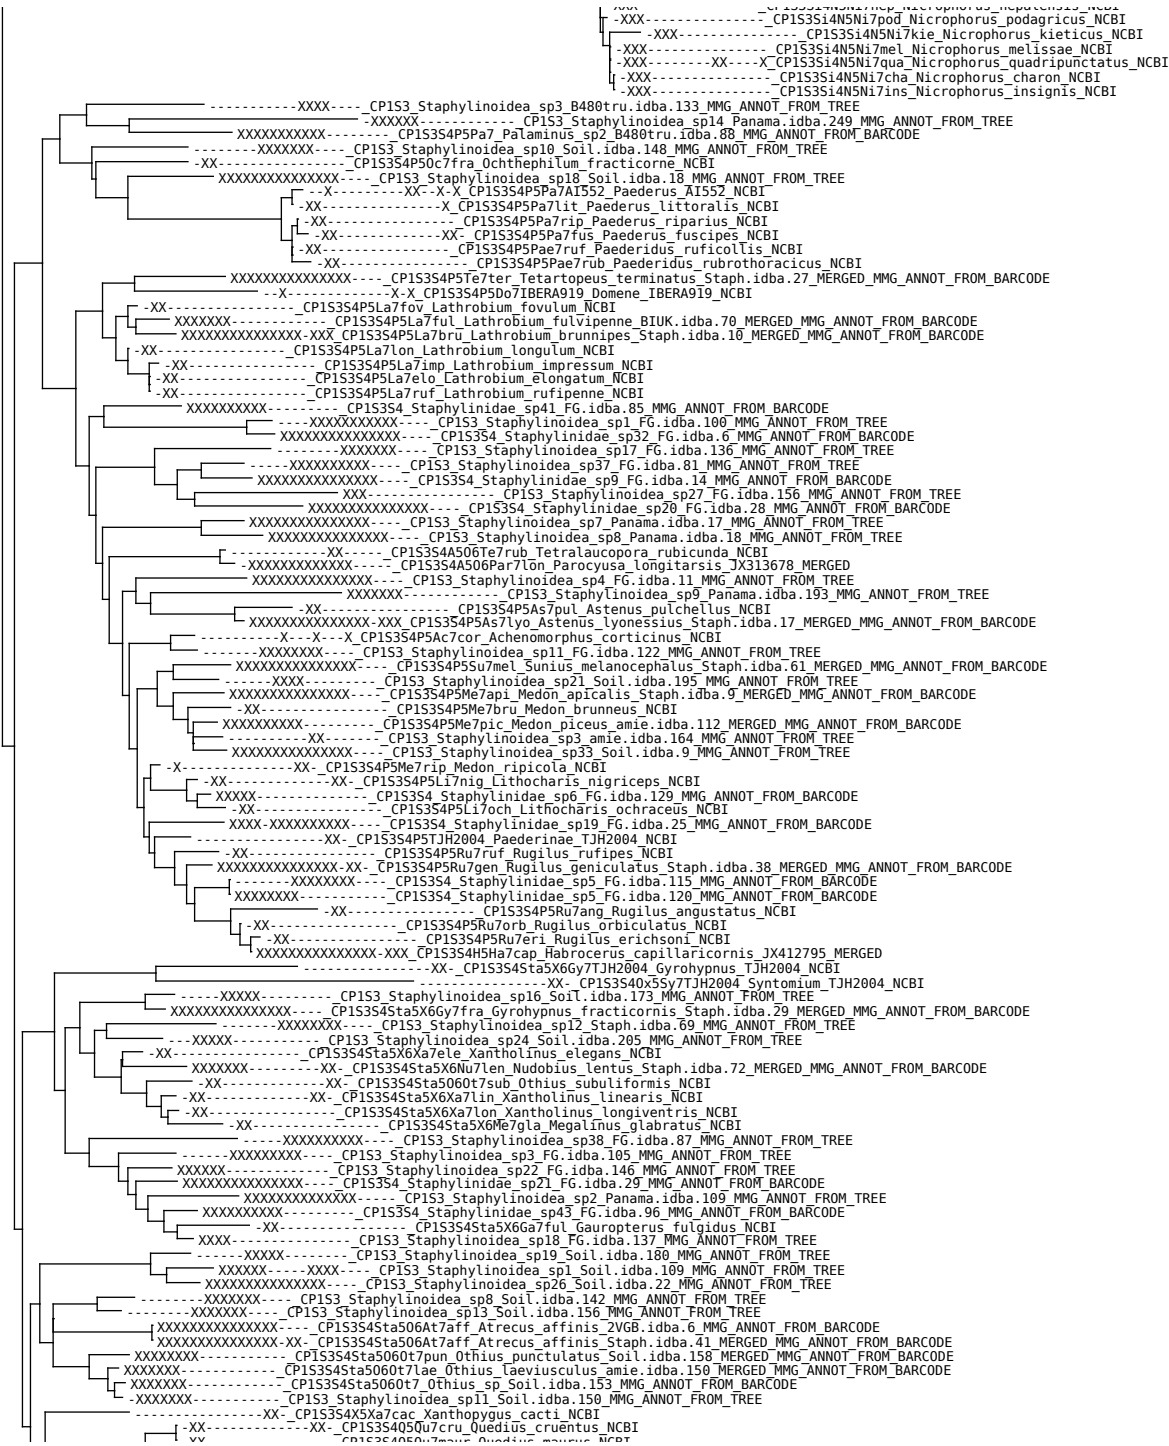 -XXX---------------_CP1S3Si4N5Ni7pod_Nicrophorus_podagricus_NCBI
-XXX---------------_CP1S3Si4N5Ni7kie_Nicrophorus_kieticus_NCBI
-XXX---------------_CP1S3Si4N5Ni7mel_Nicrophorus_melissae_NCBI
-XXX--------XX----X_CP1S3Si4N5Ni7qua_Nicrophorus_quadripunctatus_NCBI
-XXX---------------_CP1S3Si4N5Ni7cha_Nicrophorus_charon_NCBI
-XXX---------------_CP1S3Si4N5Ni7ins_Nicrophorus_insignis_NCBI
-----------XXXX----_CP1S3_Staphylinoidea_sp3_B480tru.idba.133_MMG_ANNOT_FROM_TREE
-XXXXXX------------_CP1S3_Staphylinoidea_sp14_Panama.idba.249_MMG_ANNOT_FROM_TREE
XXXXXXXXXXX--------_CP1S3S4P5Pa7_Palaminus_sp2_B480tru.idba.88_MMG_ANNOT_FROM_BARCODE
--------XXXXXXX----_CP1S3_Staphylinoidea_sp10_Soil.idba.148_MMG_ANNOT_FROM_TREE
-XX----------------_CP1S3S4P5Oc7fra_Ochthephilum_fracticorne_NCBI
XXXXXXXXXXXXXXX----_CP1S3_Staphylinoidea_sp18_Soil.idba.18_MMG_ANNOT_FROM_TREE
--X---------XX--X-X_CP1S3S4P5Pa7AI552_Paederus_AI552_NCBI
-XX---------------X_CP1S3S4P5Pa7lit_Paederus_littoralis_NCBI
-XX----------------_CP1S3S4P5Pa7rip_Paederus_riparius_NCBI
-XX-------------XX-_CP1S3S4P5Pa7fus_Paederus_fuscipes_NCBI
-XX----------------_CP1S3S4P5Pae7ruf_Paederidus_ruficollis_NCBI
-XX----------------_CP1S3S4P5Pae7rub_Paederidus_rubrothoracicus_NCBI
XXXXXXXXXXXXXXX----_CP1S3S4P5Te7ter_Tetartopeus_terminatus_Staph.idba.27_MERGED_MMG_ANNOT_FROM_BARCODE
--X-------------X-X_CP1S3S4P5Do7IBERA919_Domene_IBERA919_NCBI
-XX----------------_CP1S3S4P5La7fov_Lathrobium_fovulum_NCBI
XXXXXXX------------_CP1S3S4P5La7ful_Lathrobium_fulvipenne_BIUK.idba.70_MERGED_MMG_ANNOT_FROM_BARCODE
XXXXXXXXXXXXXXX-XXX_CP1S3S4P5La7bru_Lathrobium_brunnipes_Staph.idba.10_MERGED_MMG_ANNOT_FROM_BARCODE
-XX----------------_CP1S3S4P5La7lon_Lathrobium_longulum_NCBI
-XX----------------_CP1S3S4P5La7imp_Lathrobium_impressum_NCBI
-XX----------------_CP1S3S4P5La7elo_Lathrobium_elongatum_NCBI
-XX----------------_CP1S3S4P5La7ruf_Lathrobium_rufipenne_NCBI
XXXXXXXXXX---------_CP1S3S4_Staphylinidae_sp41_FG.idba.85_MMG_ANNOT_FROM_BARCODE
----XXXXXXXXXXX----_CP1S3_Staphylinoidea_sp1_FG.idba.100_MMG_ANNOT_FROM_TREE
XXXXXXXXXXXXXXX----_CP1S3S4_Staphylinidae_sp32_FG.idba.6_MMG_ANNOT_FROM_BARCODE
--------XXXXXXX----_CP1S3_Staphylinoidea_sp17_FG.idba.136_MMG_ANNOT_FROM_TREE
-----XXXXXXXXXX----_CP1S3_Staphylinoidea_sp37_FG.idba.81_MMG_ANNOT_FROM_TREE
XXXXXXXXXXXXXXX----_CP1S3S4_Staphylinidae_sp9_FG.idba.14_MMG_ANNOT_FROM_BARCODE
XXX----------------_CP1S3_Staphylinoidea_sp27_FG.idba.156_MMG_ANNOT_FROM_TREE
XXXXXXXXXXXXXXX----_CP1S3S4_Staphylinidae_sp20_FG.idba.28_MMG_ANNOT_FROM_BARCODE
XXXXXXXXXXXXXXX----_CP1S3_Staphylinoidea_sp7_Panama.idba.17_MMG_ANNOT_FROM_TREE
XXXXXXXXXXXXXXX----_CP1S3_Staphylinoidea_sp8_Panama.idba.18_MMG_ANNOT_FROM_TREE
------------XX-----_CP1S3S4A5O6Te7rub_Tetralaucopora_rubicunda_NCBI
-XXXXXXXXXXXXX-----_CP1S3S4A5O6Par7lon_Parocyusa_longitarsis_JX313678_MERGED
XXXXXXXXXXXXXXX----_CP1S3_Staphylinoidea_sp4_FG.idba.11_MMG_ANNOT_FROM_TREE
XXXXXXX------------_CP1S3_Staphylinoidea_sp9_Panama.idba.193_MMG_ANNOT_FROM_TREE
-XX----------------_CP1S3S4P5As7pul_Astenus_pulchellus_NCBI
XXXXXXXXXXXXXXX-XXX_CP1S3S4P5As7lyo_Astenus_lyonessius_Staph.idba.17_MERGED_MMG_ANNOT_FROM_BARCODE
----------X---X---X_CP1S3S4P5Ac7cor_Achenomorphus_corticinus_NCBI
-------XXXXXXXX----_CP1S3_Staphylinoidea_sp11_FG.idba.122_MMG_ANNOT_FROM_TREE
XXXXXXXXXXXXXXX----_CP1S3S4P5Su7mel_Sunius_melanocephalus_Staph.idba.61_MERGED_MMG_ANNOT_FROM_BARCODE
------XXXX---------_CP1S3_Staphylinoidea_sp21_Soil.idba.195_MMG_ANNOT_FROM_TREE
XXXXXXXXXXXXXXX----_CP1S3S4P5Me7api_Medon_apicalis_Staph.idba.9_MERGED_MMG_ANNOT_FROM_BARCODE
-XX----------------_CP1S3S4P5Me7bru_Medon_brunneus_NCBI
XXXXXXXXXX---------_CP1S3S4P5Me7pic_Medon_piceus_amie.idba.112_MERGED_MMG_ANNOT_FROM_BARCODE
----------XX-------_CP1S3_Staphylinoidea_sp3_amie.idba.164_MMG_ANNOT_FROM_TREE
XXXXXXXXXXXXXXX----_CP1S3_Staphylinoidea_sp33_Soil.idba.9_MMG_ANNOT_FROM_TREE
-X--------------XX-_CP1S3S4P5Me7rip_Medon_ripicola_NCBI
-XX-------------XX-_CP1S3S4P5Li7nig_Lithocharis_nigriceps_NCBI
XXXXX--------------_CP1S3S4_Staphylinidae_sp6_FG.idba.129_MMG_ANNOT_FROM_BARCODE
-XX----------------_CP1S3S4P5Li7och_Lithocharis_ochraceus_NCBI
XXXX-XXXXXXXXXX----_CP1S3S4_Staphylinidae_sp19_FG.idba.25_MMG_ANNOT_FROM_BARCODE
----------------XX-_CP1S3S4P5TJH2004_Paederinae_TJH2004_NCBI
-XX----------------_CP1S3S4P5Ru7ruf_Rugilus_rufipes_NCBI
XXXXXXXXXXXXXXX-XX-_CP1S3S4P5Ru7gen_Rugilus_geniculatus_Staph.idba.38_MERGED_MMG_ANNOT_FROM_BARCODE
-------XXXXXXXX----_CP1S3S4_Staphylinidae_sp5_FG.idba.115_MMG_ANNOT_FROM_BARCODE
XXXXXXXX-----------_CP1S3S4_Staphylinidae_sp5_FG.idba.120_MMG_ANNOT_FROM_BARCODE
-XX----------------_CP1S3S4P5Ru7ang_Rugilus_angustatus_NCBI
-XX----------------_CP1S3S4P5Ru7orb_Rugilus_orbiculatus_NCBI
-XX----------------_CP1S3S4P5Ru7eri_Rugilus_erichsoni_NCBI
XXXXXXXXXXXXXXX-XXX_CP1S3S4H5Ha7cap_Habrocerus_capillaricornis_JX412795_MERGED
----------------XX-_CP1S3S4Sta5X6Gy7TJH2004_Gyrohypnus_TJH2004_NCBI
----------------XX-_CP1S3S4Ox5Sy7TJH2004_Syntomium_TJH2004_NCBI
-----XXXXX---------_CP1S3_Staphylinoidea_sp16_Soil.idba.173_MMG_ANNOT_FROM_TREE
XXXXXXXXXXXXXXX----_CP1S3S4Sta5X6Gy7fra_Gyrohypnus_fracticornis_Staph.idba.29_MERGED_MMG_ANNOT_FROM_BARCODE
-------XXXXXXXX----_CP1S3_Staphylinoidea_sp12_Staph.idba.69_MMG_ANNOT_FROM_TREE
---XXXXX-----------_CP1S3_Staphylinoidea_sp24_Soil.idba.205_MMG_ANNOT_FROM_TREE
-XX----------------_CP1S3S4Sta5X6Xa7ele_Xantholinus_elegans_NCBI
XXXXXXX---------XX-_CP1S3S4Sta5X6Nu7len_Nudobius_lentus_Staph.idba.72_MERGED_MMG_ANNOT_FROM_BARCODE
-XX-------------XX-_CP1S3S4Sta5O6Ot7sub_Othius_subuliformis_NCBI
-XX-------------XX-_CP1S3S4Sta5X6Xa7lin_Xantholinus_linearis_NCBI
-XX----------------_CP1S3S4Sta5X6Xa7lon_Xantholinus_longiventris_NCBI
-XX-------------XX-_CP1S3S4Sta5X6Me7gla_Megalinus_glabratus_NCBI
-----XXXXXXXXXX----_CP1S3_Staphylinoidea_sp38_FG.idba.87_MMG_ANNOT_FROM_TREE
------XXXXXXXXX----_CP1S3_Staphylinoidea_sp3_FG.idba.105_MMG_ANNOT_FROM_TREE
XXXXXX-------------_CP1S3_Staphylinoidea_sp22_FG.idba.146_MMG_ANNOT_FROM_TREE
XXXXXXXXXXXXXXX----_CP1S3S4_Staphylinidae_sp21_FG.idba.29_MMG_ANNOT_FROM_BARCODE
XXXXXXXXXXXXXX-----_CP1S3_Staphylinoidea_sp2_Panama.idba.109_MMG_ANNOT_FROM_TREE
XXXXXXXXXX---------_CP1S3S4_Staphylinidae_sp43_FG.idba.96_MMG_ANNOT_FROM_BARCODE
-XX----------------_CP1S3S4Sta5X6Ga7ful_Gauropterus_fulgidus_NCBI
XXXX---------------_CP1S3_Staphylinoidea_sp18_FG.idba.137_MMG_ANNOT_FROM_TREE
------XXXXX--------_CP1S3_Staphylinoidea_sp19_Soil.idba.180_MMG_ANNOT_FROM_TREE
XXXXXX-----XXXX----_CP1S3_Staphylinoidea_sp1_Soil.idba.109_MMG_ANNOT_FROM_TREE
XXXXXXXXXXXXXXX----_CP1S3_Staphylinoidea_sp26_Soil.idba.22_MMG_ANNOT_FROM_TREE
--------XXXXXXX----_CP1S3_Staphylinoidea_sp8_Soil.idba.142_MMG_ANNOT_FROM_TREE
--------XXXXXXX----_CP1S3_Staphylinoidea_sp13_Soil.idba.156_MMG_ANNOT_FROM_TREE
XXXXXXXXXXXXXXX----_CP1S3S4Sta5O6At7aff_Atrecus_affinis_2VGB.idba.6_MMG_ANNOT_FROM_BARCODE
XXXXXXXXXXXXXXX-XX-_CP1S3S4Sta5O6At7aff_Atrecus_affinis_Staph.idba.41_MERGED_MMG_ANNOT_FROM_BARCODE
XXXXXXXX-----------_CP1S3S4Sta5O6Ot7pun_Othius_punctulatus_Soil.idba.158_MERGED_MMG_ANNOT_FROM_BARCODE
XXXXXXX------------_CP1S3S4Sta5O6Ot7lae_Othius_laeviusculus_amie.idba.150_MERGED_MMG_ANNOT_FROM_BARCODE
XXXXXXX------------_CP1S3S4Sta5O6Ot7_Othius_sp_Soil.idba.153_MMG_ANNOT_FROM_BARCODE
-XXXXXXX-----------_CP1S3_Staphylinoidea_sp11_Soil.idba.150_MMG_ANNOT_FROM_TREE
----------------XX-_CP1S3S4X5Xa7cac_Xanthopygus_cacti_NCBI
-XX-------------XX-_CP1S3S4Q5Qu7cru_Quedius_cruentus_NCBI